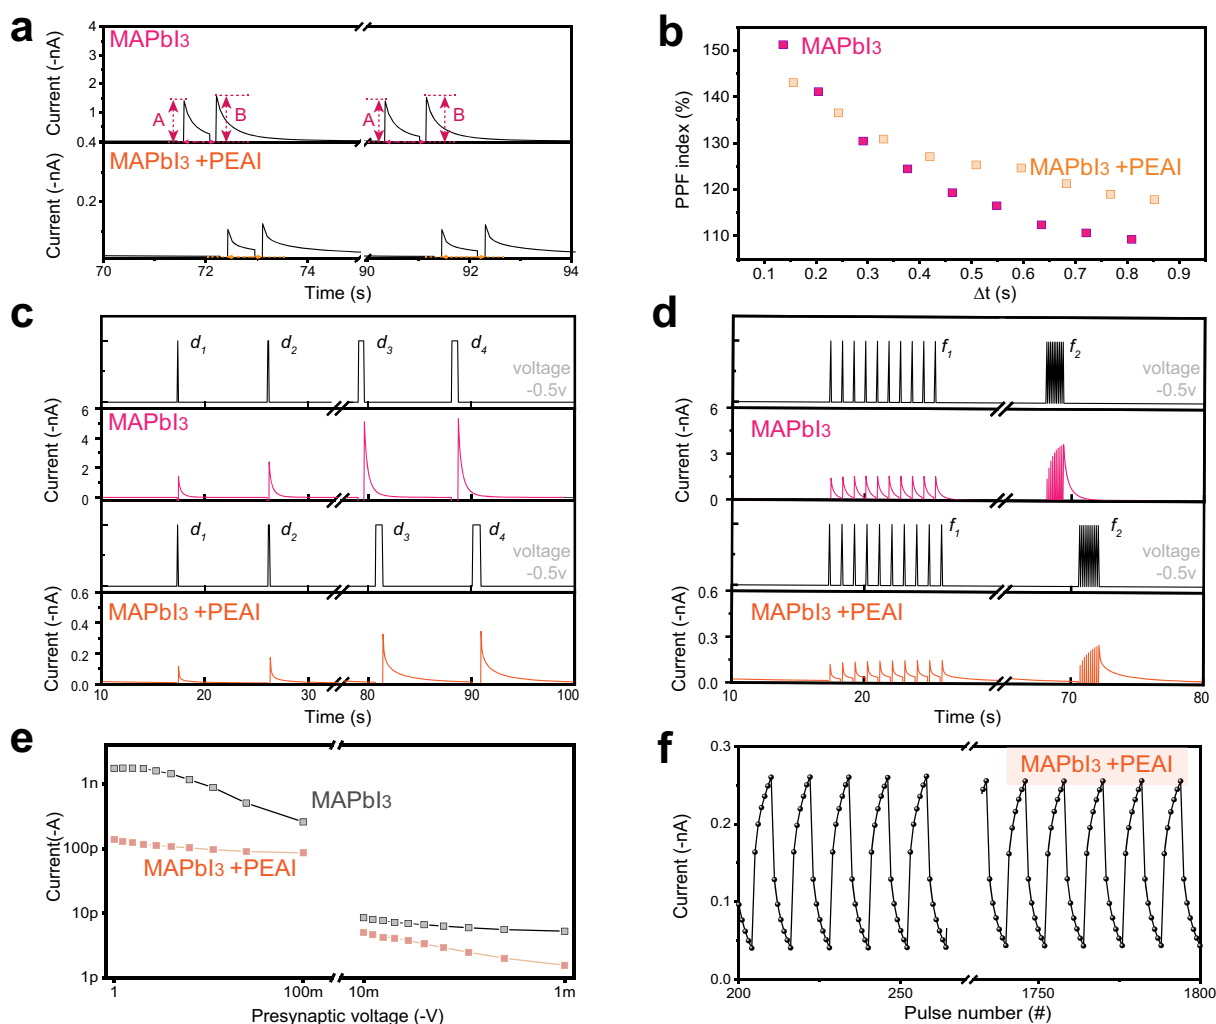 a
MAPbI3
Current (-nA)
4
3
2
1
0.4
A
B
A
B
MAPbI3 +PEAI
Current (-nA)
0.2
70
72
74
90
92
94
Time (s)
b
MAPbI3
MAPbI3 +PEAI
PPF index (%)
150
140
130
120
110
0.1
0.2
0.3
0.4
0.5
0.6
0.7
0.8
0.9
Δt (s)
c
d1
d2
d3
d4
voltage
-0.5v
MAPbI3
Current (-nA)
6
4
2
0
d1
d2
d3
d4
voltage
-0.5v
MAPbI3 +PEAI
Current (-nA)
0.6
0.4
0.2
0.0
10
20
30
80
90
100
Time (s)
d
f1
f2
voltage
-0.5v
MAPbI3
Current (-nA)
6
3
0
f1
f2
voltage
-0.5v
MAPbI3 +PEAI
Current (-nA)
0.6
0.3
0.0
10
20
70
80
Time (s)
e
MAPbI3
MAPbI3 +PEAI
Current(-A)
1n
100p
10p
1p
1
100m
10m
1m
Presynaptic voltage (-V)
f
MAPbI3 +PEAI
Current (-nA)
0.3
0.2
0.1
0.0
200
250
1750
1800
Pulse number (#)